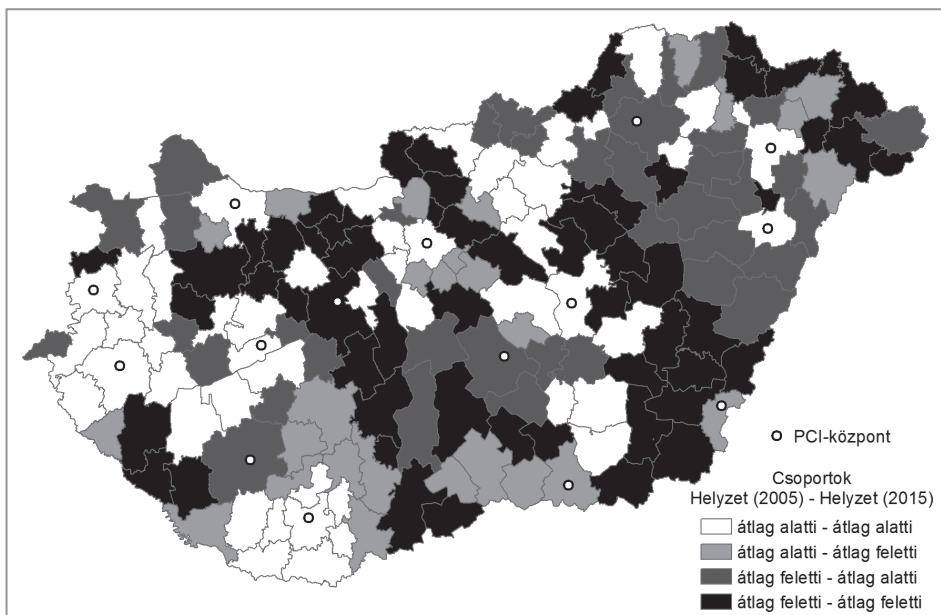 PCI-központ
Csoportok
Helyzet (2005) - Helyzet (2015)
átlag alatti - átlag alatti
átlag alatti - átlag feletti
átlag feletti - átlag alatti
átlag feletti - átlag feletti